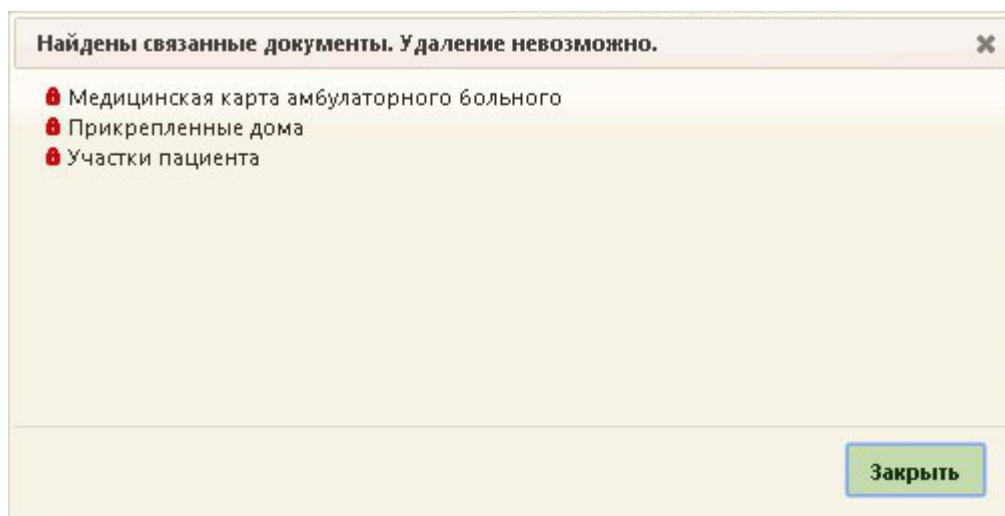 Найдены связанные документы. Удаление невозможно.
Медицинская карта амбулаторного больного
Прикрепленные дома
Участки пациента
Закрыть